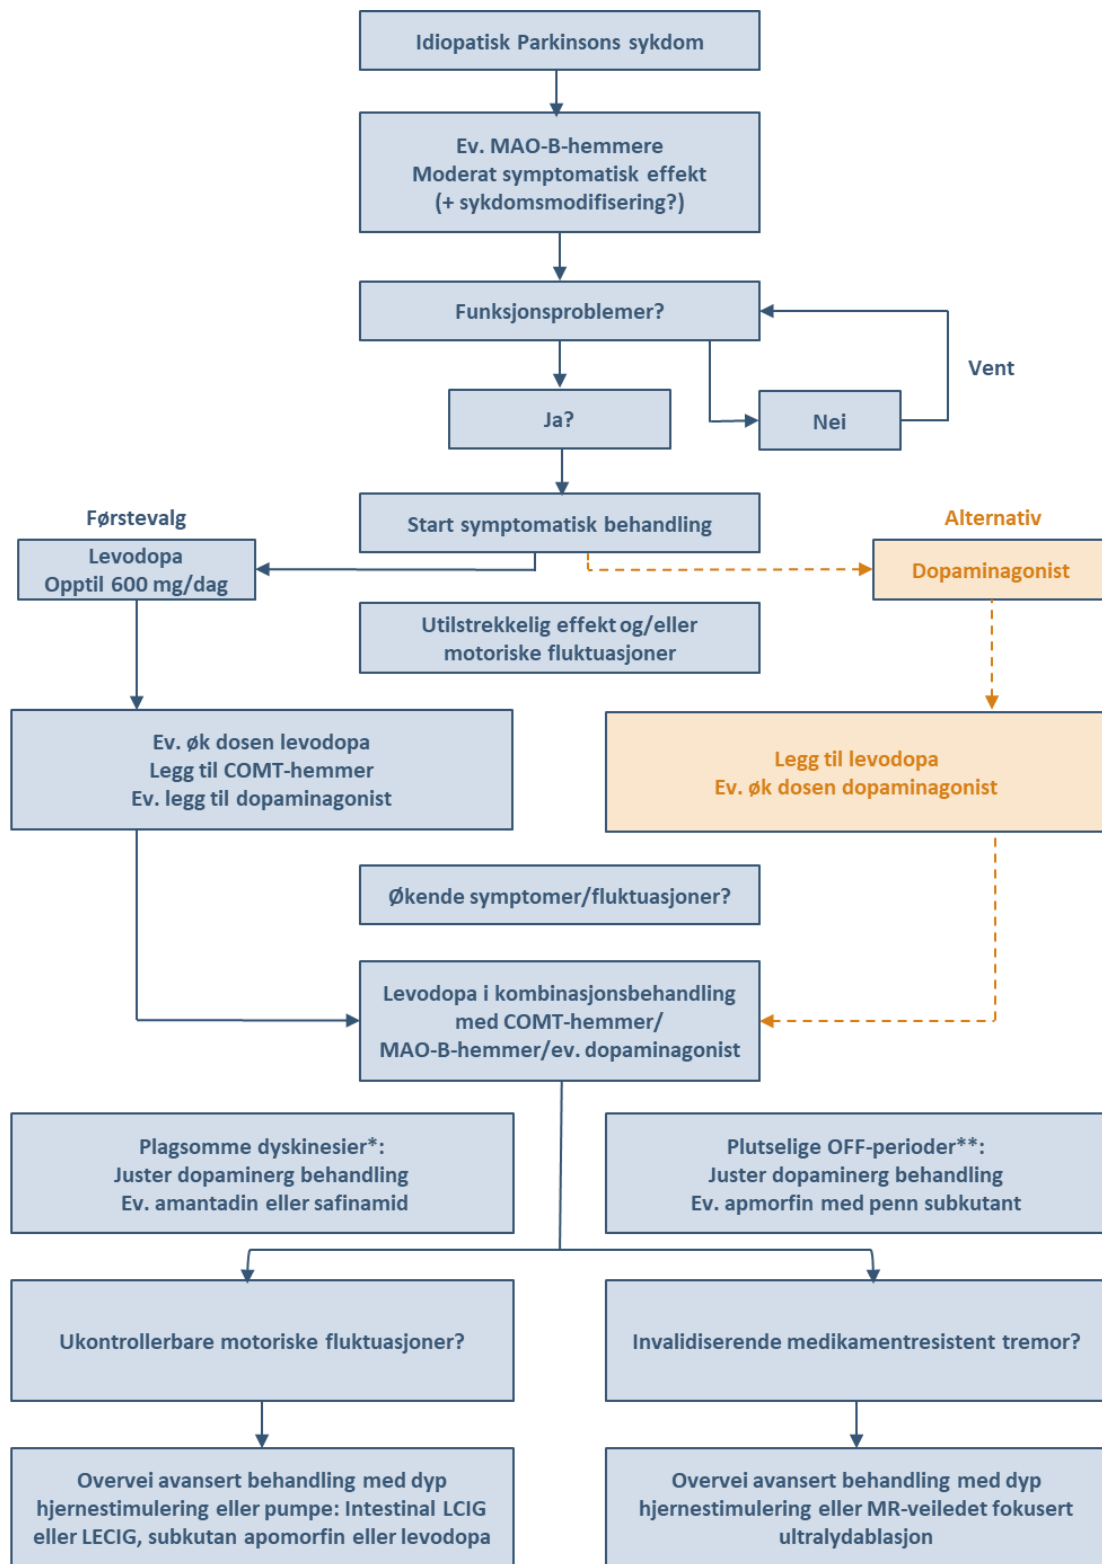 Idiopatisk Parkinsons sykdom
Ev. MAO-B-hemmere
Moderat symptomatisk effekt
(+ sykdomsmodifisering?)
Funksjonsproblemer?
Vent
Ja?
Nei
Førstevalg
Start symptomatisk behandling
Alternativ
Levodopa
Opptil 600 mg/dag
Dopaminagonist
Utilstrekkelig effekt og/eller
motoriske fluktuasjoner
Ev. øk dosen levodopa
Legg til COMT-hemmer
Ev. legg til dopaminagonist
Legg til levodopa
Ev. øk dosen dopaminagonist
Økende symptomer/fluktuasjoner?
Levodopa i kombinasjonsbehandling
med COMT-hemmer/
MAO-B-hemmer/ev. dopaminagonist
Plagsomme dyskinesier*:
Juster dopaminerg behandling
Ev. amantadin eller safinamid
Plutselige OFF-perioder**:
Juster dopaminerg behandling
Ev. apmorfin med penn subkutant
Ukontrollerbare motoriske fluktuasjoner?
Invalidiserende medikamentresistent tremor?
Overvei avansert behandling med dyp
hjernestimulering eller pumpe: Intestinal LCIG
eller LECIG, subkutan apomorfin eller levodopa
Overvei avansert behandling med dyp
hjernestimulering eller MR-veiledet fokusert
ultralydablasjon